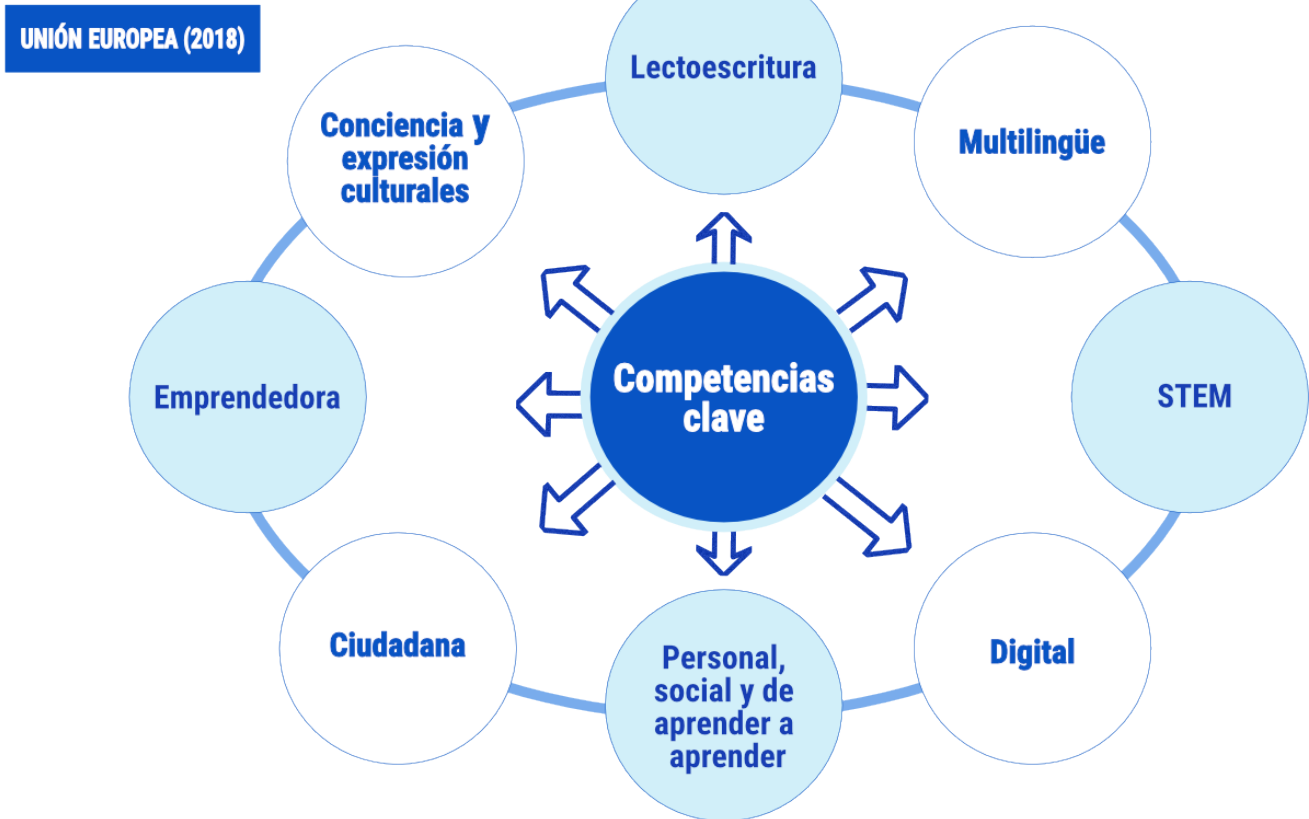 UNIÓN EUROPEA (2018)
Lectoescritura
Multilingüe
Conciencia y
expresión
culturales
Emprendedora
Competencias
clave
STEM
Ciudadana
Personal,
social y de
aprender a
aprender
Digital